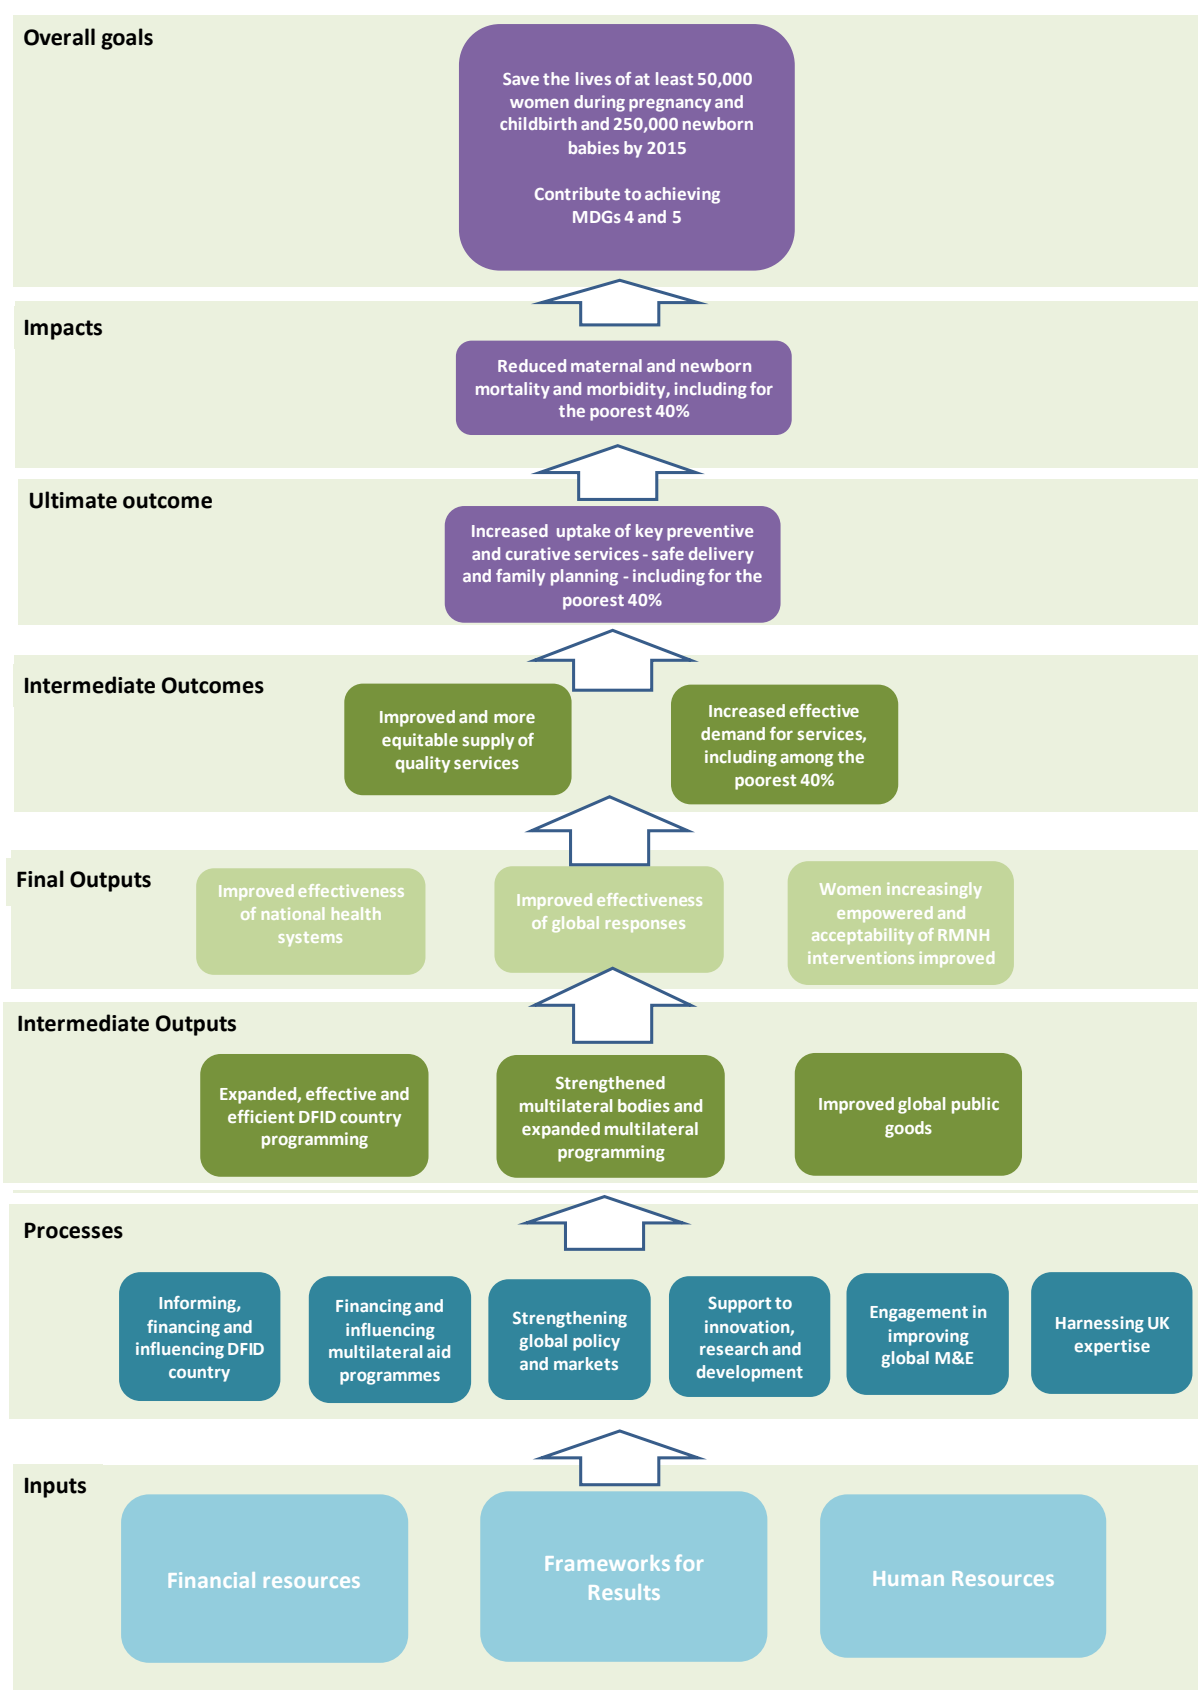 Overall goals
Save the lives of at least 50,000
women during pregnancy and
childbirth and 250,000 newborn
babies by 2015
Contribute to achieving
MDGs 4 and 5
Impacts
Reduced maternal and newborn
mortality and morbidity, including for
the poorest 40%
Ultimate outcome
Increased uptake of key preventive
and curative services - safe delivery
and family planning - including for the
poorest 40%
Intermediate Outcomes
Improved and more
equitable supply of
quality services
Increased effective
demand for services,
including among the
poorest 40%
Final Outputs
Improved effectiveness
of national health
systems
Improved effectiveness
of global responses
Women increasingly
empowered and
acceptability of RMNH
interventions improved
Intermediate Outputs
Expanded, effective and
efficient DFID country
programming
Strengthened
multilateral bodies and
expanded multilateral
programming
Improved global public
goods
Processes
Informing,
financing and
influencing DFID
country
Financing and
influencing
multilateral aid
programmes
Strengthening
global policy
and markets
Support to
innovation,
research and
development
Engagement in
improving
global M&E
Harnessing UK
expertise
Inputs
Financial resources
Frameworks for
Results
Human Resources